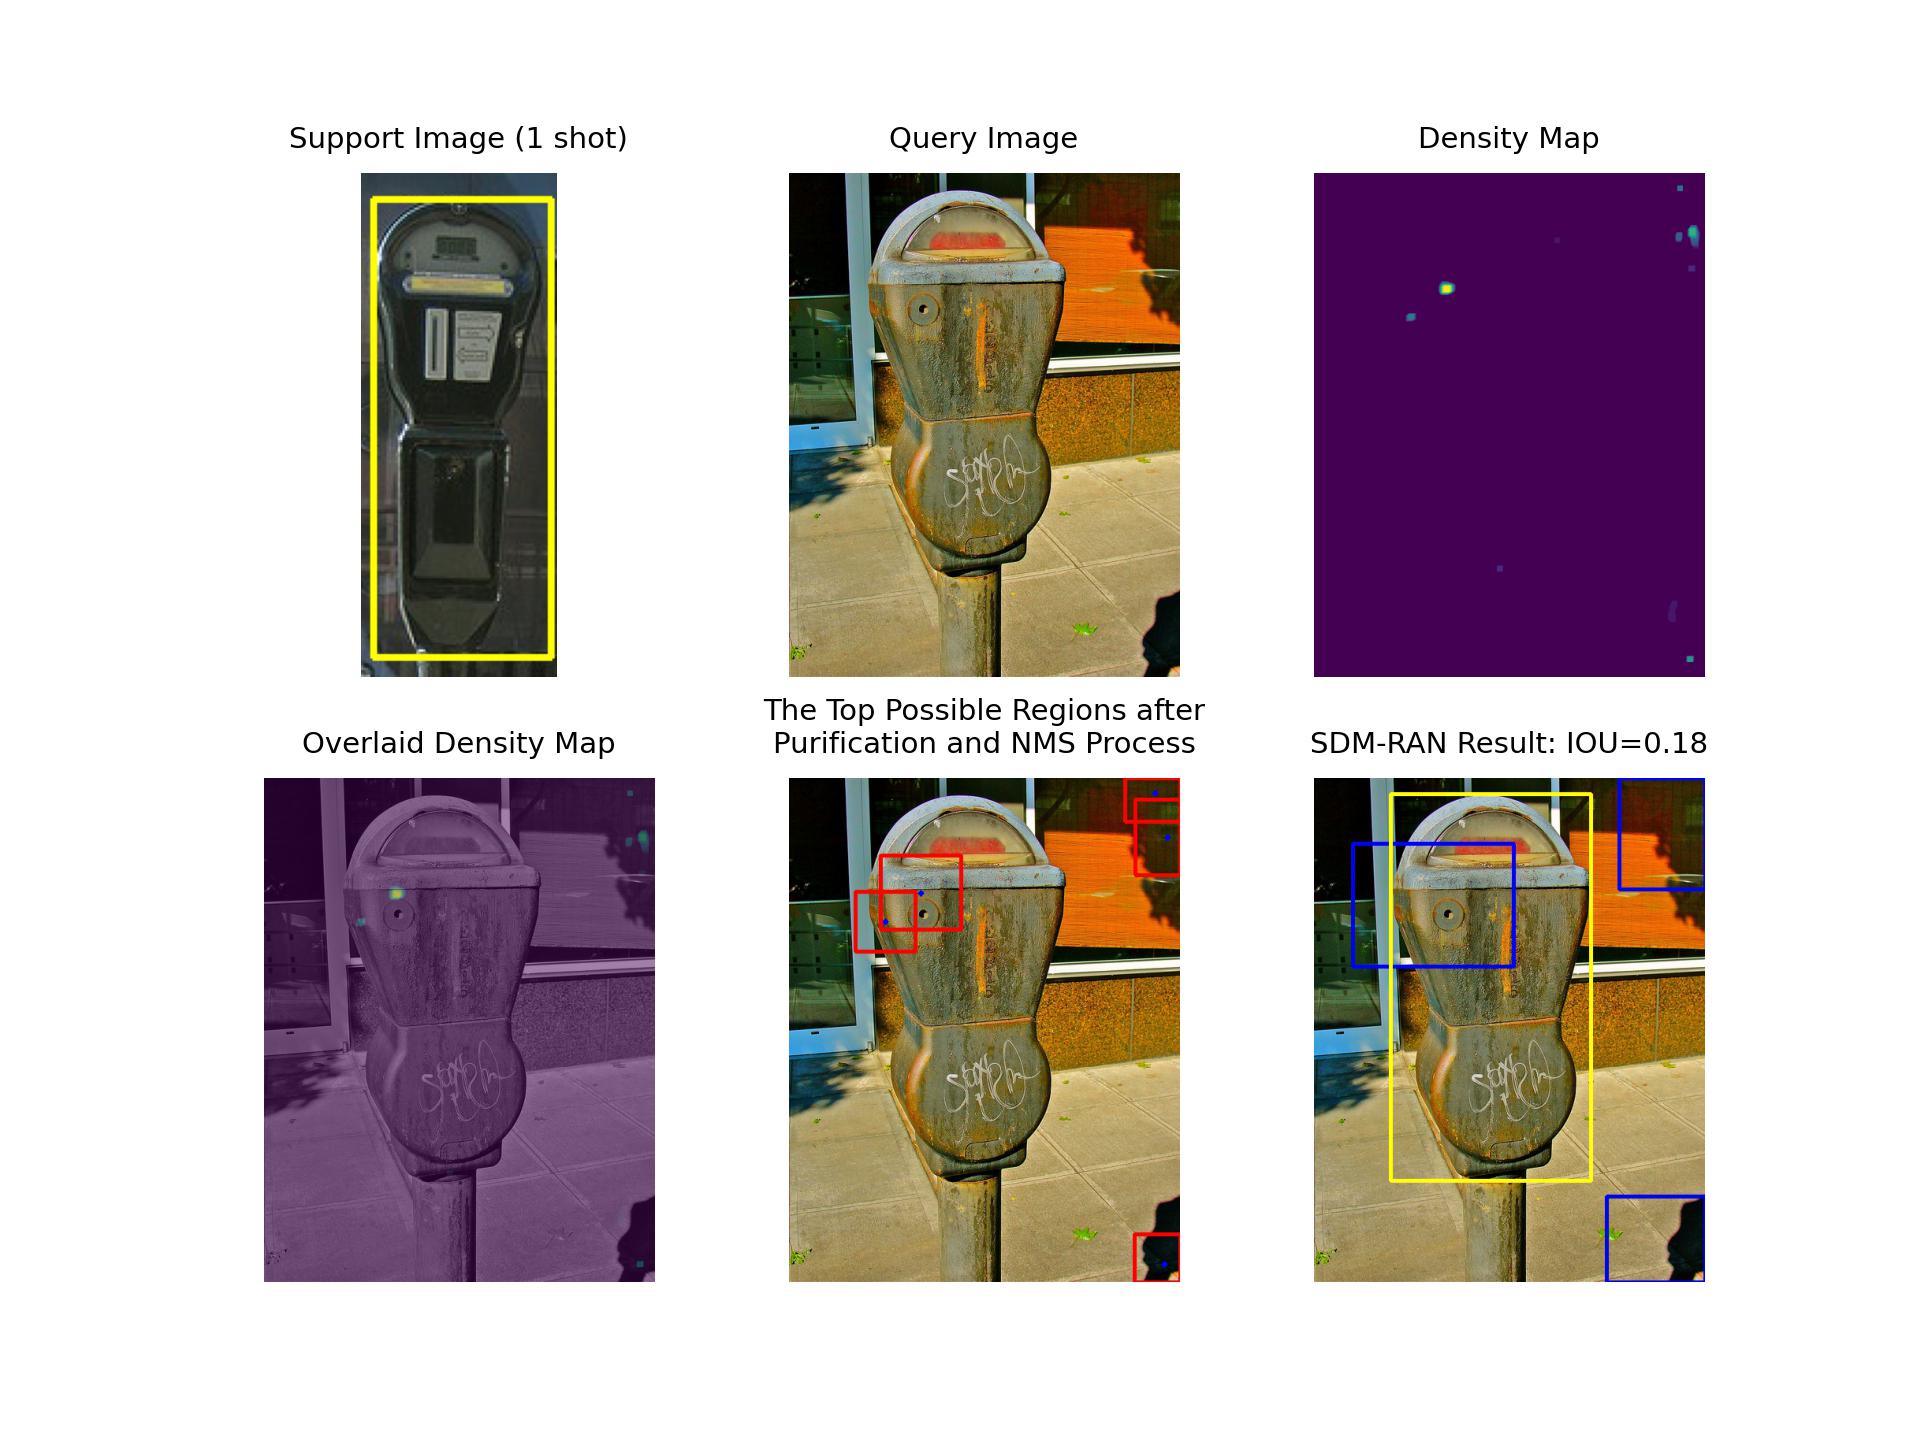 Support Image (1 shot)
Query Image
Density Map
Overlaid Density Map
The Top Possible Regions after
Purification and NMS Process
SDM-RAN Result: IOU=0.18